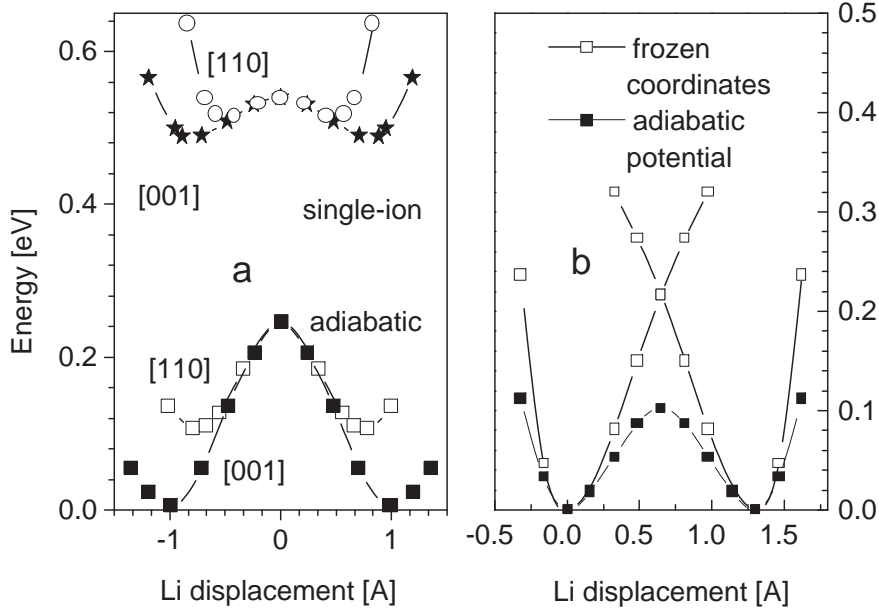 0.6
0.4
0.2
0.0
Energy [eV]
[110]
[001]
single-ion
a
adiabatic
[110]
[001]
-1
0
1
Li displacement [A]
frozen
coordinates
adiabatic
potential
b
0.5
0.4
0.3
0.2
0.1
0.0
-0.5
0.0
0.5
1.0
1.5
Li displacement [A]